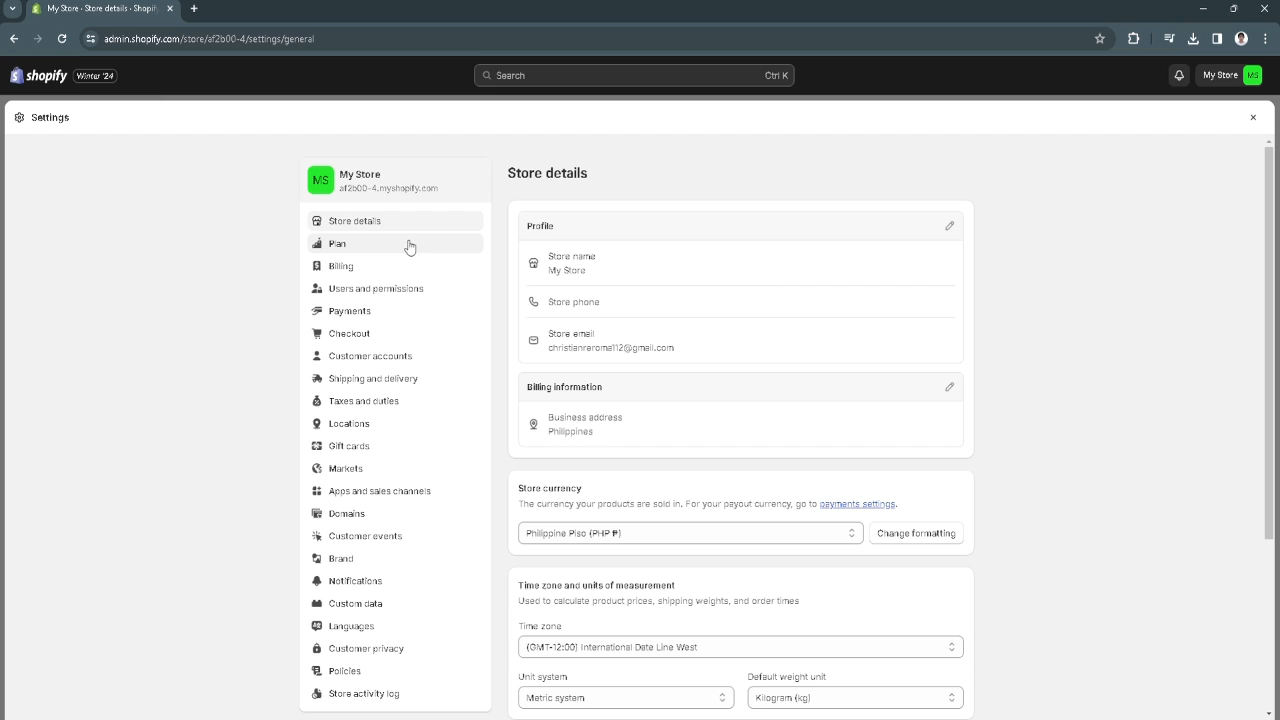 My Store · Store details · Shopif
admin.shopify.com/store/af2b00-4/settings/general
shopify Winter '24
Search Ctrl K
My Store MS
Settings
MS My Store
af2b00-4.myshopify.com
Store details
Plan
Billing
Users and permissions
Payments
Checkout
Customer accounts
Shipping and delivery
Taxes and duties
Locations
Gift cards
Markets
Apps and sales channels
Domains
Customer events
Brand
Notifications
Custom data
Languages
Customer privacy
Policies
Store activity log
Store details
Profile
Store name
My Store
Store phone
Store email
christianreroma112@gmail.com
Billing information
Business address
Philippines
Store currency
The currency your products are sold in. For your payout currency, go to payments settings.
Philippine Piso (PHP ₱)
Change formatting
Time zone and units of measurement
Used to calculate product prices, shipping weights, and order times
Time zone
(GMT-12:00) International Date Line West
Unit system Default weight unit
Metric system Kilogram (kg)